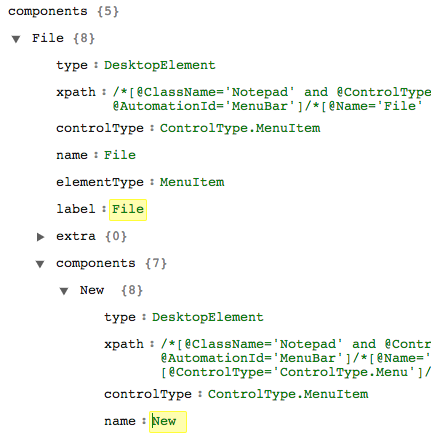 components {5}
▼ File {8}
type : DesktopElement
xpath : /*[@ClassName='Notepad' and @ControlType
@AutomationId='MenuBar']/*[@Name='File'
controlType : ControlType.MenuItem
name : File
elementType : MenuItem
label : File
▶ extra {0}
▼ components {7}
▼ New {8}
type : DesktopElement
xpath : /*[@ClassName='Notepad' and @Contr
@AutomationId='MenuBar']/*[@Name='
[@ControlType='ControlType.Menu']/
controlType : ControlType.MenuItem
name : New